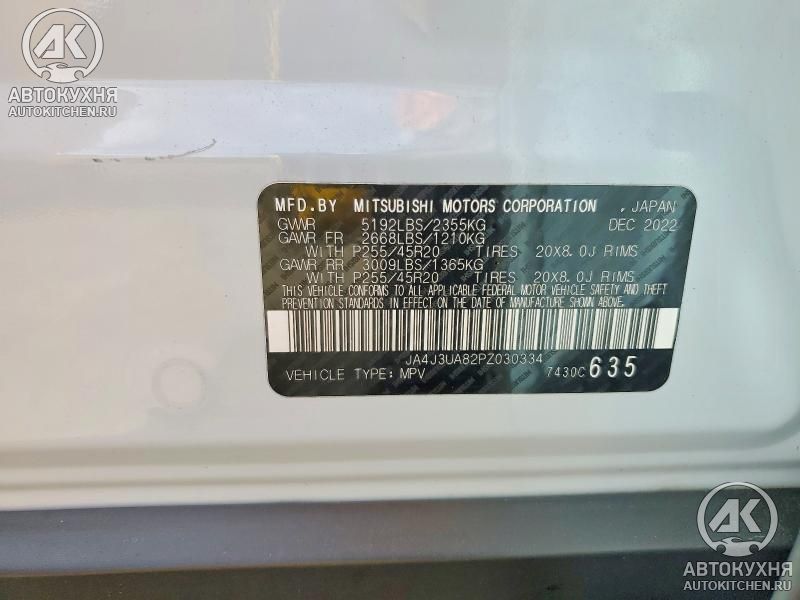 AK
АВТОКУХНЯ
AUTOKITCHEN.RU
MFD.BY MITSUBISHI MOTORS CORPORATION , JAPAN
GVWR 5192LBS/2355KG DEC 2022
GAWR FR 2668LBS/1210KG
WITH P255/45R20 TIRES 20X8.0J RIMS
GAWR RR 3009LBS/1365KG
WITH P255/45R20 TIRES 20X8.0J RIMS
THIS VEHICLE CONFORMS TO ALL APPLICABLE FEDERAL MOTOR VEHICLE SAFETY AND THEFT
PREVENTION STANDARDS IN EFFECT ON THE DATE OF MANUFACTURE SHOWN ABOVE.
JA4J3UA82PZ030334
VEHICLE TYPE: MPV 7430C 635
AK
АВТОКУХНЯ
AUTOKITCHEN.RU